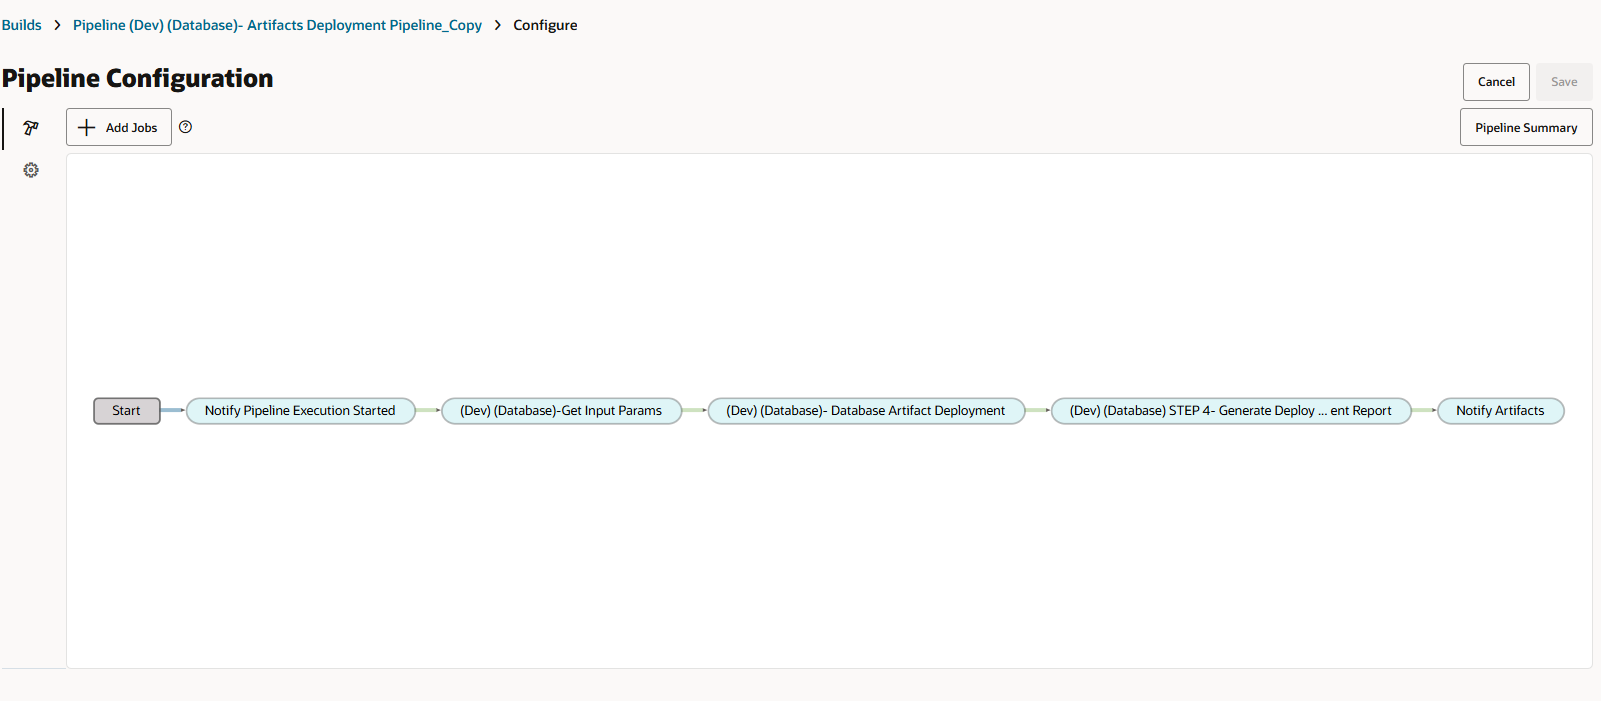 Builds > Pipeline (Dev) (Database)- Artifacts Deployment Pipeline_Copy > Configure
Pipeline Configuration
Cancel
Save
Add Jobs
Pipeline Summary
Start
Notify Pipeline Execution Started
(Dev) (Database)-Get Input Params
(Dev) (Database)- Database Artifact Deployment
(Dev) (Database) STEP 4- Generate Deploy ... ent Report
Notify Artifacts